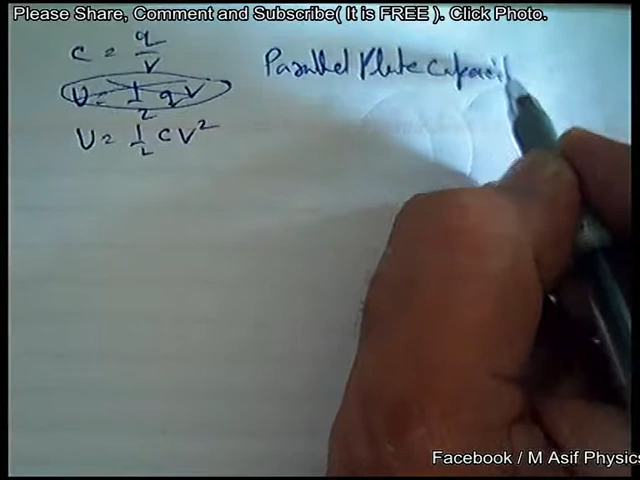 Please Share, Comment and Subscribe( It is FREE ). Click Photo.
C = q/V
U = 1/2 qV
U = 1/2 CV²
Parallel Plate Capacit
Facebook / M Asif Physics